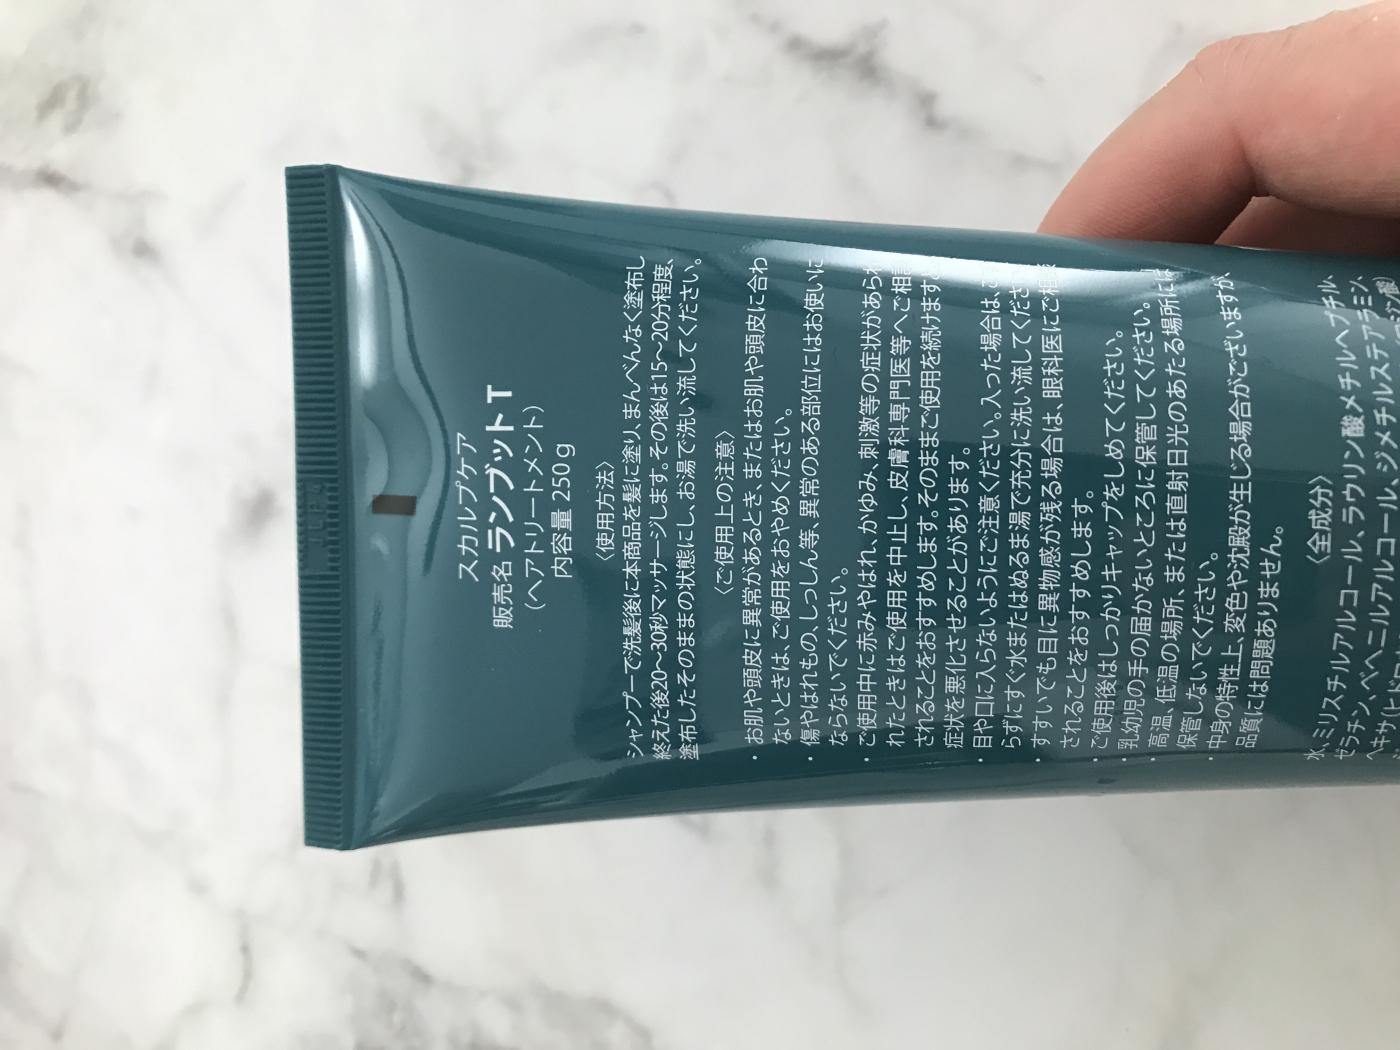 スカルプケア
販売名 ランブットT
(ヘアトリートメント)
内容量 250g
〈使用方法〉
シャンプーで洗髪後に本商品を髪に塗り、まんべんなく塗布し
終えた後20〜30秒マッサージします。その後は15〜20分程度、
塗布したそのままの状態にし、お湯で洗い流してください。
〈ご使用上の注意〉
・お肌や頭皮に異常があるとき、またはお肌や頭皮に合わ
ないときは、ご使用をおやめください。
・傷やはれもの、しっしん等、異常のある部位にはお使いに
ならないでください。
・ご使用中に赤みやはれ、かゆみ、刺激等の症状があらわ
れたときはご使用を中止し、皮膚科専門医等へご相談
されることをおすすめします。そのままご使用を続けますと
症状を悪化させることがあります。
・目や口に入らないようにご注意ください。入った場合は、
らずにすぐ水またはぬるま湯で充分に洗い流してください
・すすいでも目に異物感が残る場合は、眼科医にご相談
されることをおすすめします。
・ご使用後はしっかりキャップをしめてください。
・乳幼児の手の届かないところに保管してください。
・高温、低温の場所、または直射日光のあたる場所には
保管しないでください。
・中身の特性上、変色や沈殿が生じる場合がございますが、
品質には問題ありません。
〈全成分〉
水、ミリスチルアルコール、ラウリン酸メチルヘプチル、
ゼラチン、ベヘニルアルコール、ジメチルステアラミン、